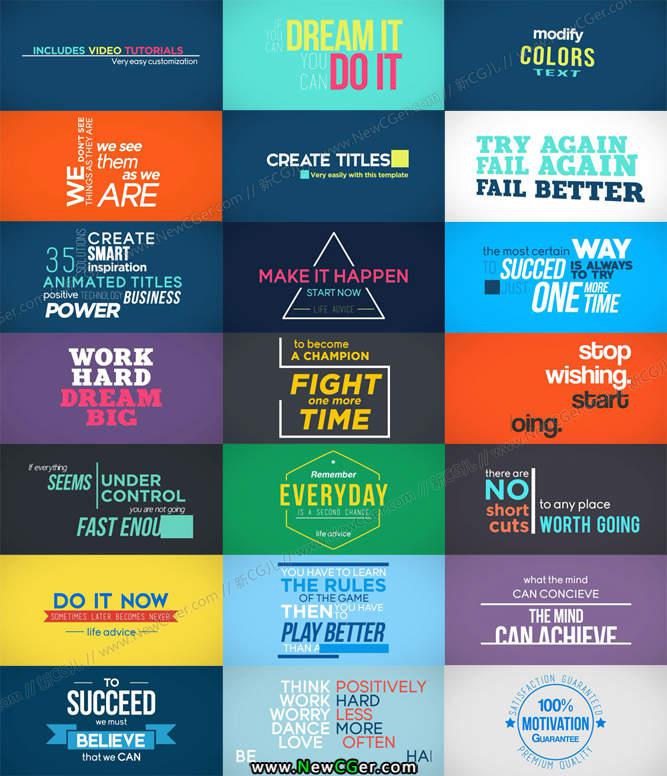 INCLUDES VIDEO TUTORIALS
Very easy customization
IF YOU CAN
DREAM IT
YOU CAN
DO IT
modify
COLORS
TEXT
WE
DON'T SEE
THINGS AS THEY ARE
we see
them
as we
ARE
CREATE TITLES
Very easily with this template
TRY AGAIN
FAIL AGAIN
FAIL BETTER
35
SOLUTIONS
CREATE
SMART
inspiration
ANIMATED TITLES
positive TECHNOLOGY BUSINESS
POWER
MAKE IT HAPPEN
START NOW
LIFE ADVICE
the most certain WAY
TO SUCCED IS ALWAYS
TO TRY
JUST ONE MORE
TIME
WORK
HARD
DREAM
BIG
to become
A CHAMPION
FIGHT
one more
TIME
stop
wishing.
start
oing.
If everything
SEEMS
UNDER
CONTROL
you are not going
FAST ENOU
Remember
EVERYDAY
IS A SECOND CHANCE
life advice
there are
NO
short
cuts
to any place
WORTH GOING
DO IT NOW
SOMETIMES LATER BECOMES NEVER
life advice
YOU HAVE TO LEARN
THE RULES
OF THE GAME
THEN YOU HAVE
TO
PLAY BETTER
THAN A
what the mind
CAN CONCIEVE
THE MIND
CAN ACHIEVE
TO
SUCCEED
we must
BELIEVE
that we CAN
THINK POSITIVELY
WORK HARD
WORRY LESS
DANCE MORE
LOVE OFTEN
BE HAI
SATISFACTION GUARANTEED
100%
MOTIVATION
GUARANTEE
PREMIUM QUALITY
www.NewCGer.com